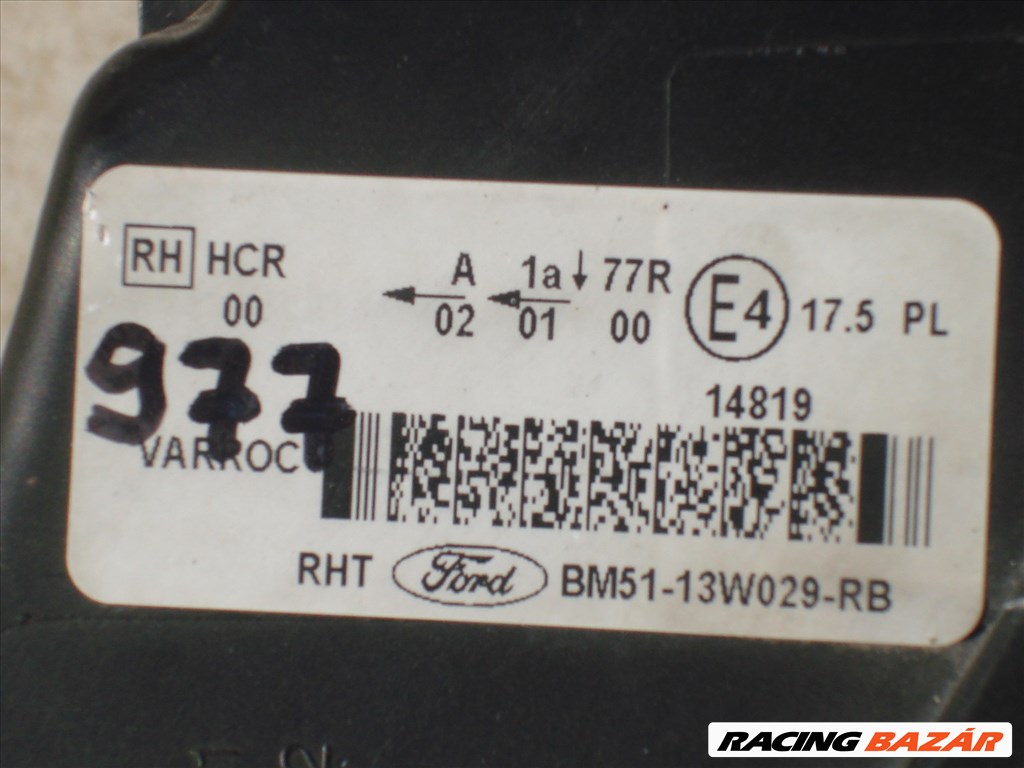 RH HCR A 1a 77R E4 17.5 PL
00 02 01 00
977
14819
VARROC
RHT Ford BM51-13W029-RB
RACING BAZÁR